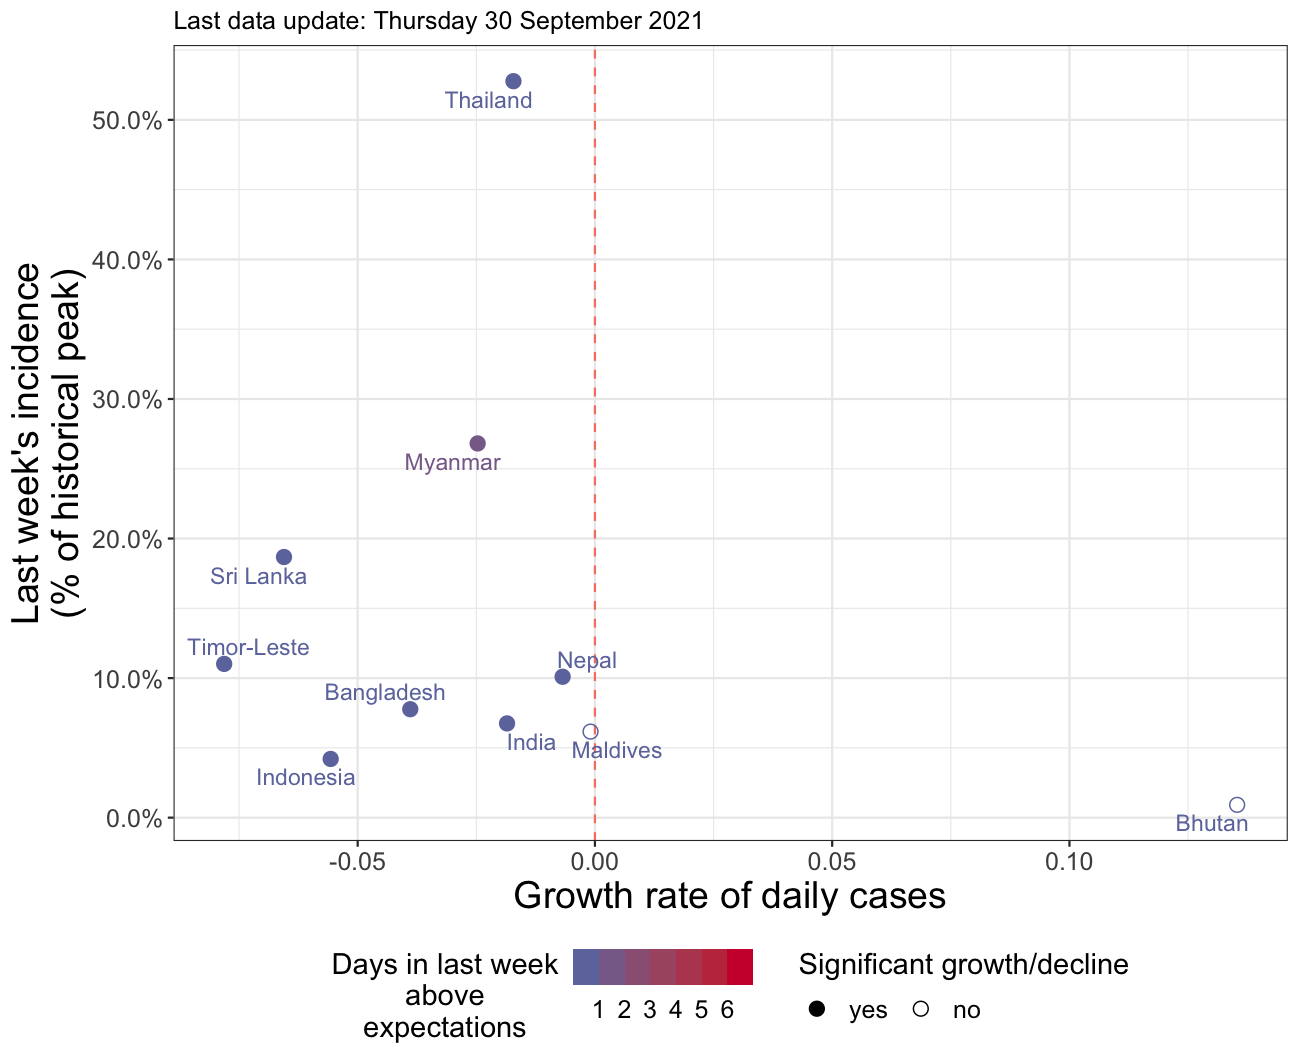 Last data update: Thursday 30 September 2021
Last week's incidence
(% of historical peak)
50.0%
40.0%
30.0%
20.0%
10.0%
0.0%
Thailand
Myanmar
Sri Lanka
Timor-Leste
Nepal
Bangladesh
India
Maldives
Indonesia
Bhutan
-0.05
0.00
0.05
0.10
Growth rate of daily cases
Days in last week
above
expectations
1 2 3 4 5 6
Significant growth/decline
yes
no